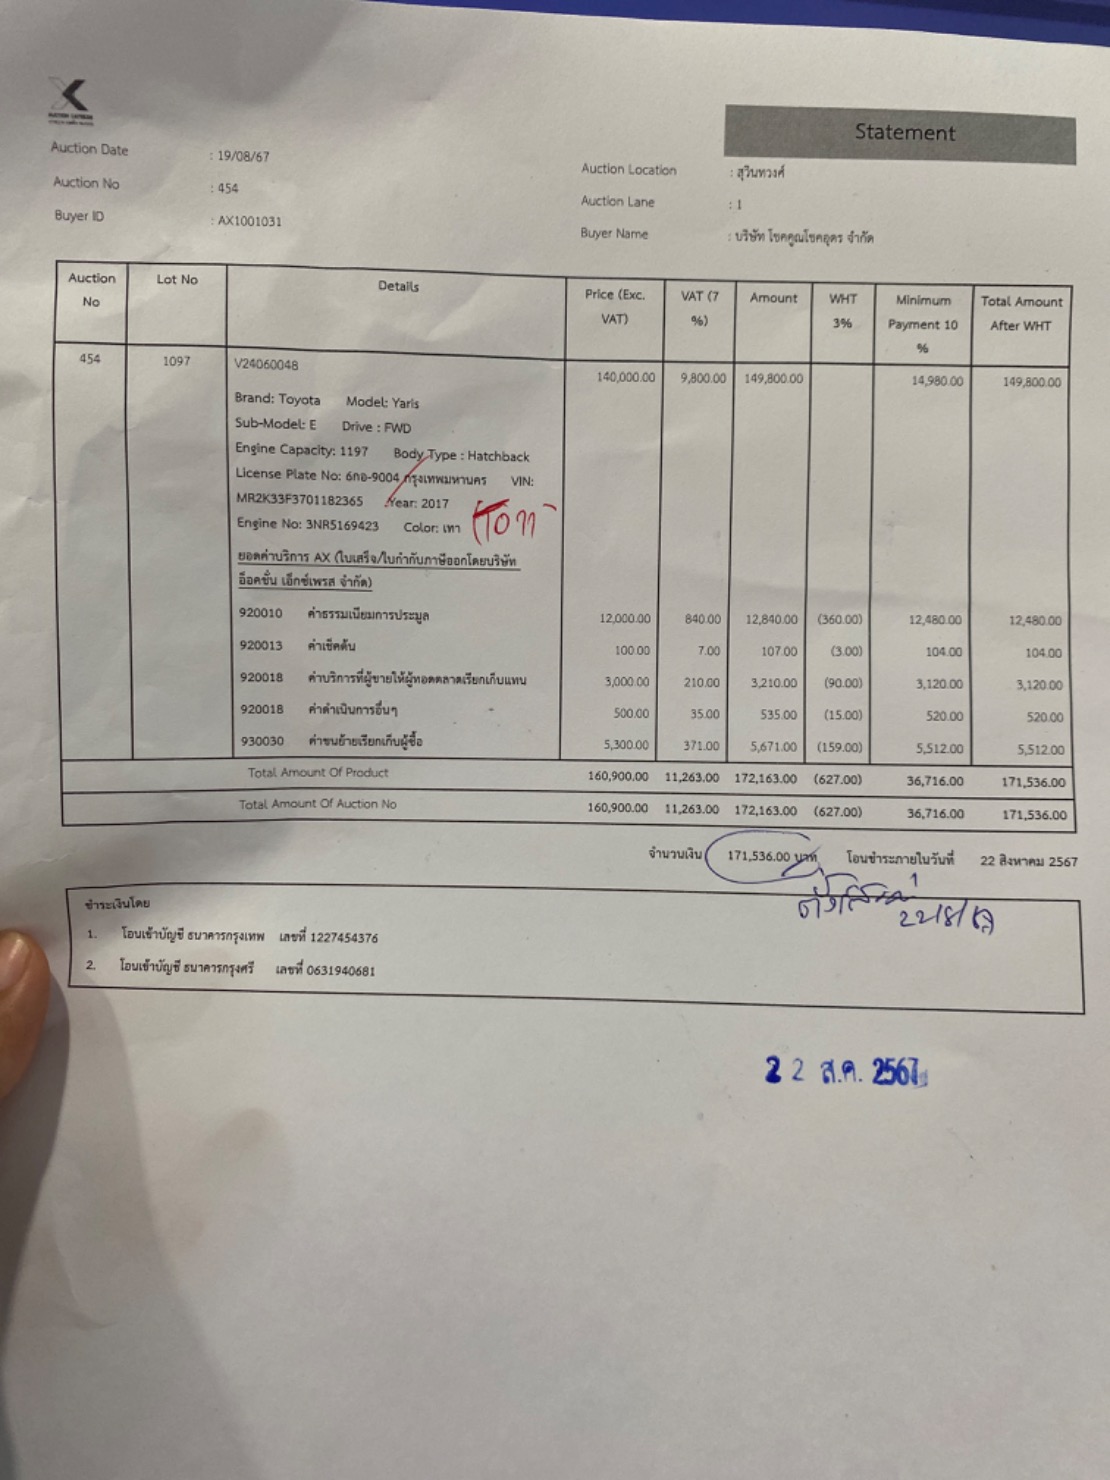 Statement
Auction Date : 19/08/67
Auction No : 454
Buyer ID : AX1001031
Auction Location : สุวินทวงศ์
Auction Lane : 1
Buyer Name : บริษัท โชคคูณโชคอุดร จำกัด
Auction No Lot No Details Price (Exc. VAT) VAT (7 %) Amount WHT 3% Minimum Payment 10 % Total Amount After WHT
454 1097 V24060048 140,000.00 9,800.00 149,800.00 14,980.00 149,800.00
Brand: Toyota Model: Yaris
Sub-Model: E Drive : FWD
Engine Capacity: 1197 Body Type : Hatchback
License Plate No: 6กอ-9004 กรุงเทพมหานคร VIN:
MR2K33F3701182365 Year: 2017
Engine No: 3NR5169423 Color: เทา
ยอดค่าบริการ AX (ใบเสร็จ/ใบกำกับภาษีออกโดยบริษัท
อ็อคชั่น เอ็กซ์เพรส จำกัด)
920010 ค่าธรรมเนียมการประมูล 12,000.00 840.00 12,840.00 (360.00) 12,480.00 12,480.00
920013 ค่าเช็คต้น 100.00 7.00 107.00 (3.00) 104.00 104.00
920018 ค่าบริการที่ผู้ขายให้ผู้ทอดตลาดเรียกเก็บแทน 3,000.00 210.00 3,210.00 (90.00) 3,120.00 3,120.00
920018 ค่าดำเนินการอื่นๆ 500.00 35.00 535.00 (15.00) 520.00 520.00
930030 ค่าขนย้ายเรียกเก็บผู้ซื้อ 5,300.00 371.00 5,671.00 (159.00) 5,512.00 5,512.00
Total Amount Of Product 160,900.00 11,263.00 172,163.00 (627.00) 36,716.00 171,536.00
Total Amount Of Auction No 160,900.00 11,263.00 172,163.00 (627.00) 36,716.00 171,536.00
จำนวนเงิน 171,536.00 บาท โอนชำระภายในวันที่ 22 สิงหาคม 2567
ชำระเงินโดย
1. โอนเข้าบัญชี ธนาคารกรุงเทพ เลขที่ 1227454376
2. โอนเข้าบัญชี ธนาคารกรุงศรี เลขที่ 0631940681
22 ส.ค. 2567